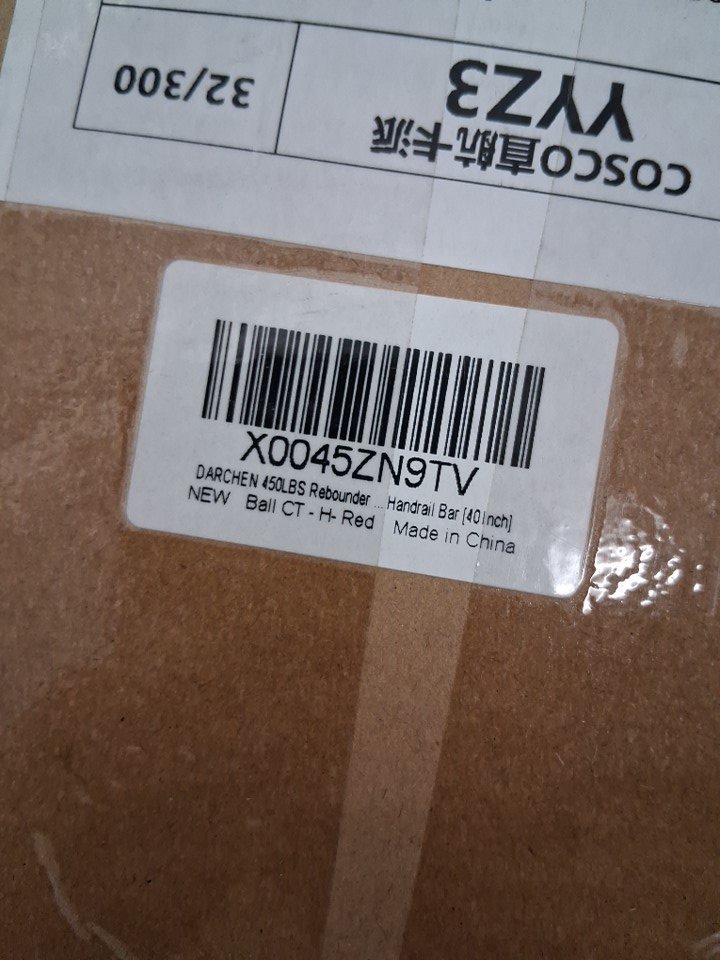 COSCO直航卡派
YYZ3
32/300
X0045ZN9TV
DARCHEN 450LBS Rebounder ... Handrail Bar [40 Inch]
NEW Ball CT - H- Red Made in China